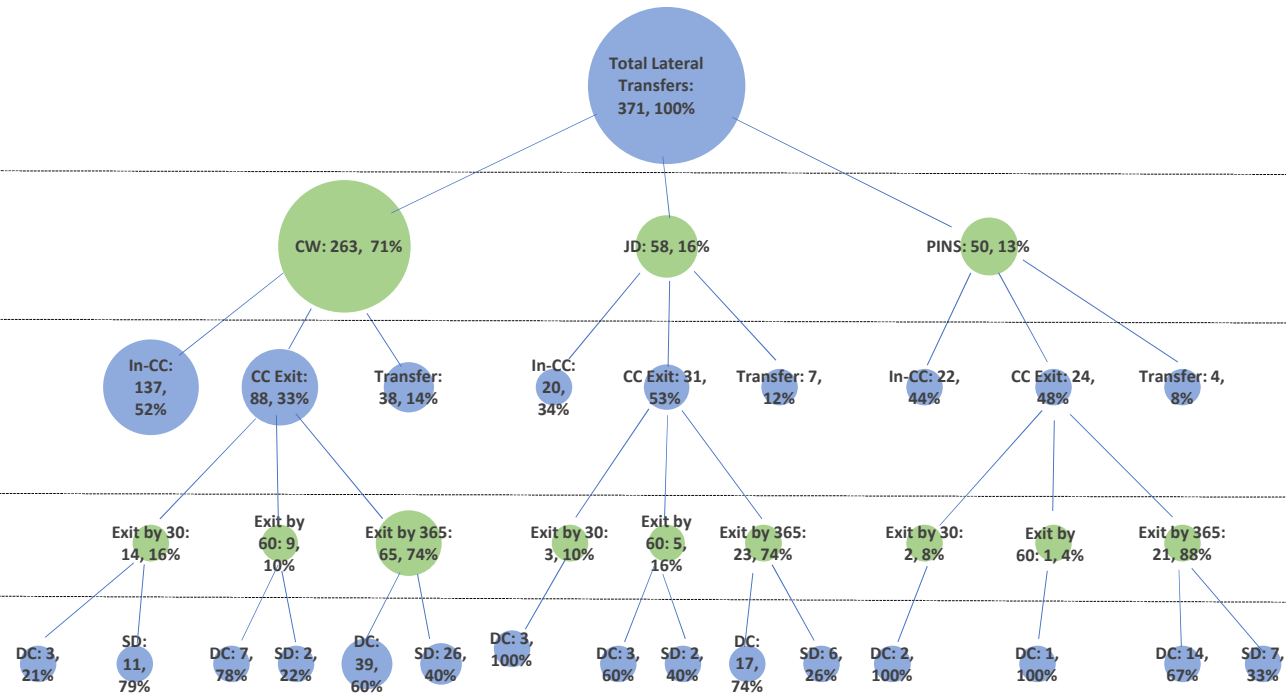 Total Lateral
Transfers:
371, 100%
CW: 263, 71%
JD: 58, 16%
PINS: 50, 13%
In-CC:
137,
52%
CC Exit:
88, 33%
Transfer:
38, 14%
In-CC:
20,
34%
CC Exit: 31,
53%
Transfer: 7,
12%
In-CC: 22,
44%
CC Exit: 24,
48%
Transfer: 4,
8%
Exit by 30:
14, 16%
Exit by
60: 9,
10%
Exit by 365:
65, 74%
Exit by 30:
3, 10%
Exit by
60: 5,
16%
Exit by 365:
23, 74%
Exit by 30:
2, 8%
Exit by
60: 1, 4%
Exit by 365:
21, 88%
DC: 3,
21%
SD:
11,
79%
DC: 7,
78%
SD: 2,
22%
DC:
39,
60%
SD: 26,
40%
DC: 3,
100%
DC: 3,
60%
SD: 2,
40%
DC:
17,
74%
SD: 6,
26%
DC: 2,
100%
DC: 1,
100%
DC: 14,
67%
SD: 7,
33%